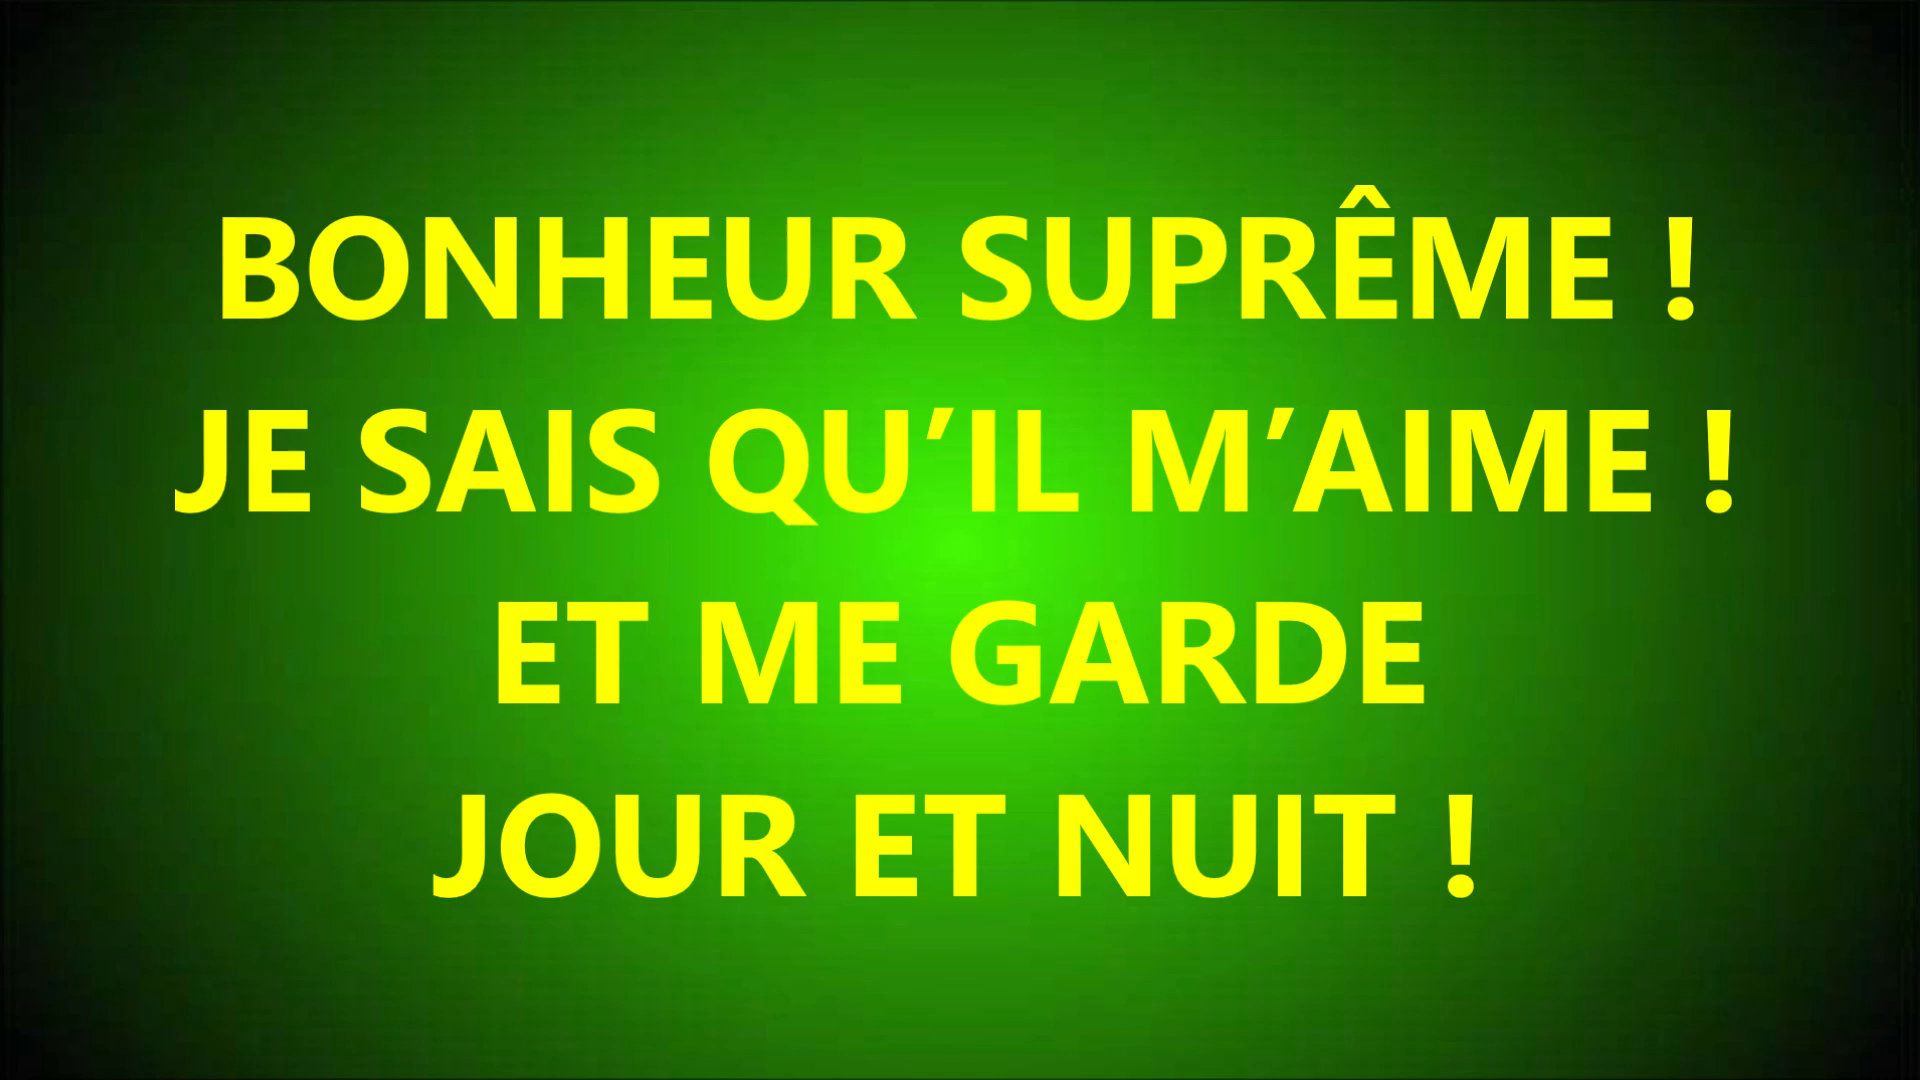 BONHEUR SUPRÊME !
JE SAIS QU’IL M’AIME !
ET ME GARDE
JOUR ET NUIT !